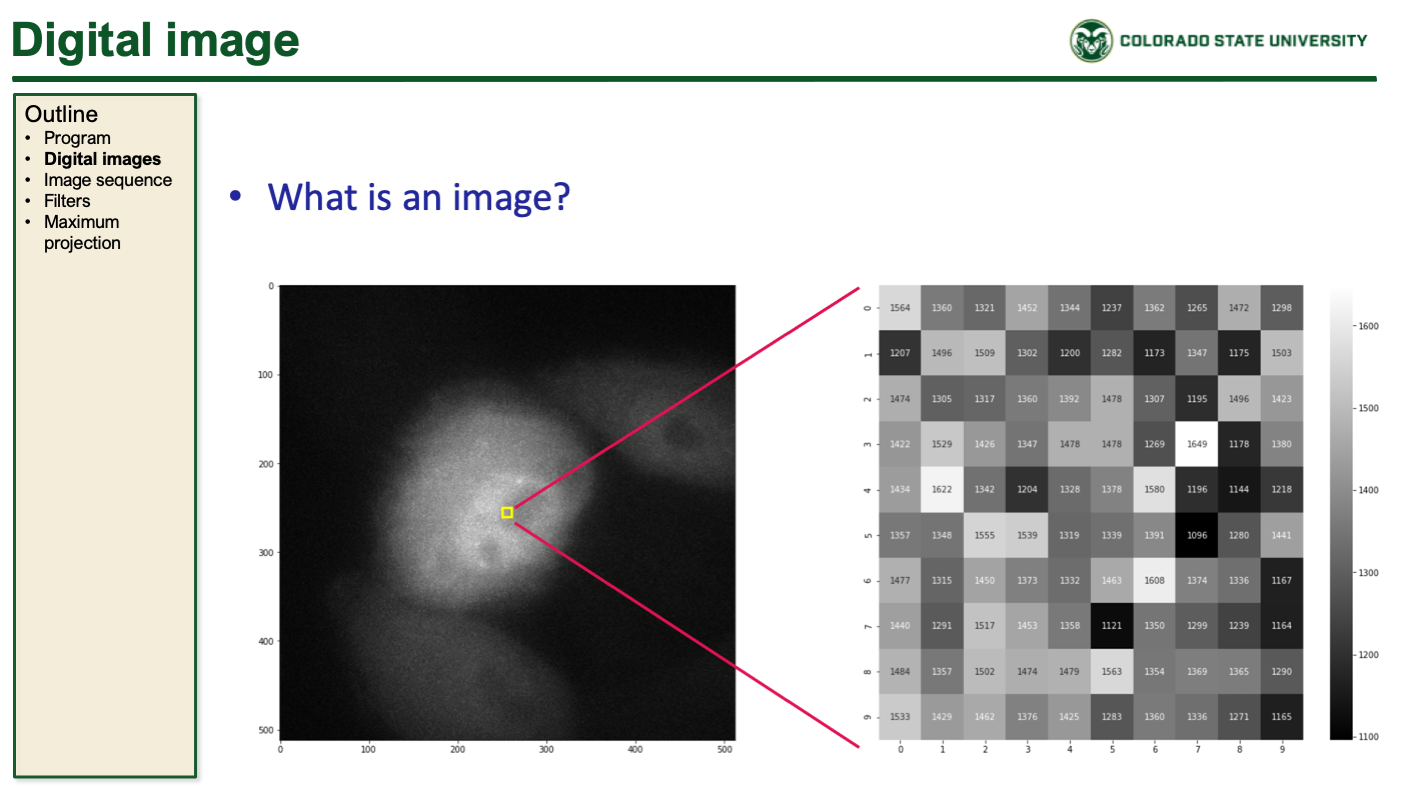 Digital image
COLORADO STATE UNIVERSITY
Outline
• Program
• Digital images
• Image sequence
• Filters
• Maximum
projection
• What is an image?
0
100
200
300
400
500
0 100 200 300 400 500
0 1564 1360 1321 1452 1344 1237 1362 1265 1472 1298
1 1207 1496 1509 1302 1200 1282 1173 1347 1175 1503
2 1474 1305 1317 1360 1392 1478 1307 1195 1496 1423
3 1422 1529 1426 1347 1478 1478 1269 1649 1178 1380
4 1434 1622 1342 1204 1328 1378 1580 1196 1144 1218
5 1357 1348 1555 1539 1319 1339 1391 1096 1280 1441
6 1477 1315 1450 1373 1332 1463 1608 1374 1336 1167
7 1440 1291 1517 1453 1358 1121 1350 1299 1239 1164
8 1484 1357 1502 1474 1479 1563 1354 1369 1365 1290
9 1533 1429 1462 1376 1425 1283 1360 1336 1271 1165
0 1 2 3 4 5 6 7 8 9
1600
1500
1400
1300
1200
1100